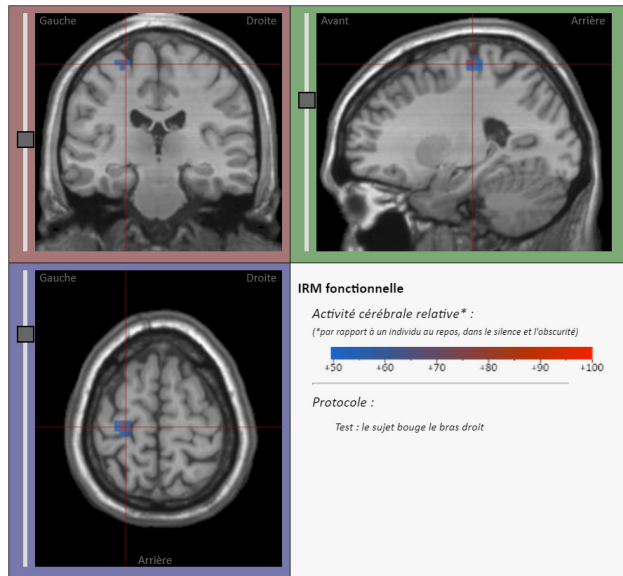 Gauche Droite
Avant Arrière
Gauche Droite
Arrière
IRM fonctionnelle
Activité cérébrale relative* :
(*par rapport à un individu au repos, dans le silence et l'obscurité)
+50 +60 +70 +80 +90 +100
Protocole :
Test : le sujet bouge le bras droit